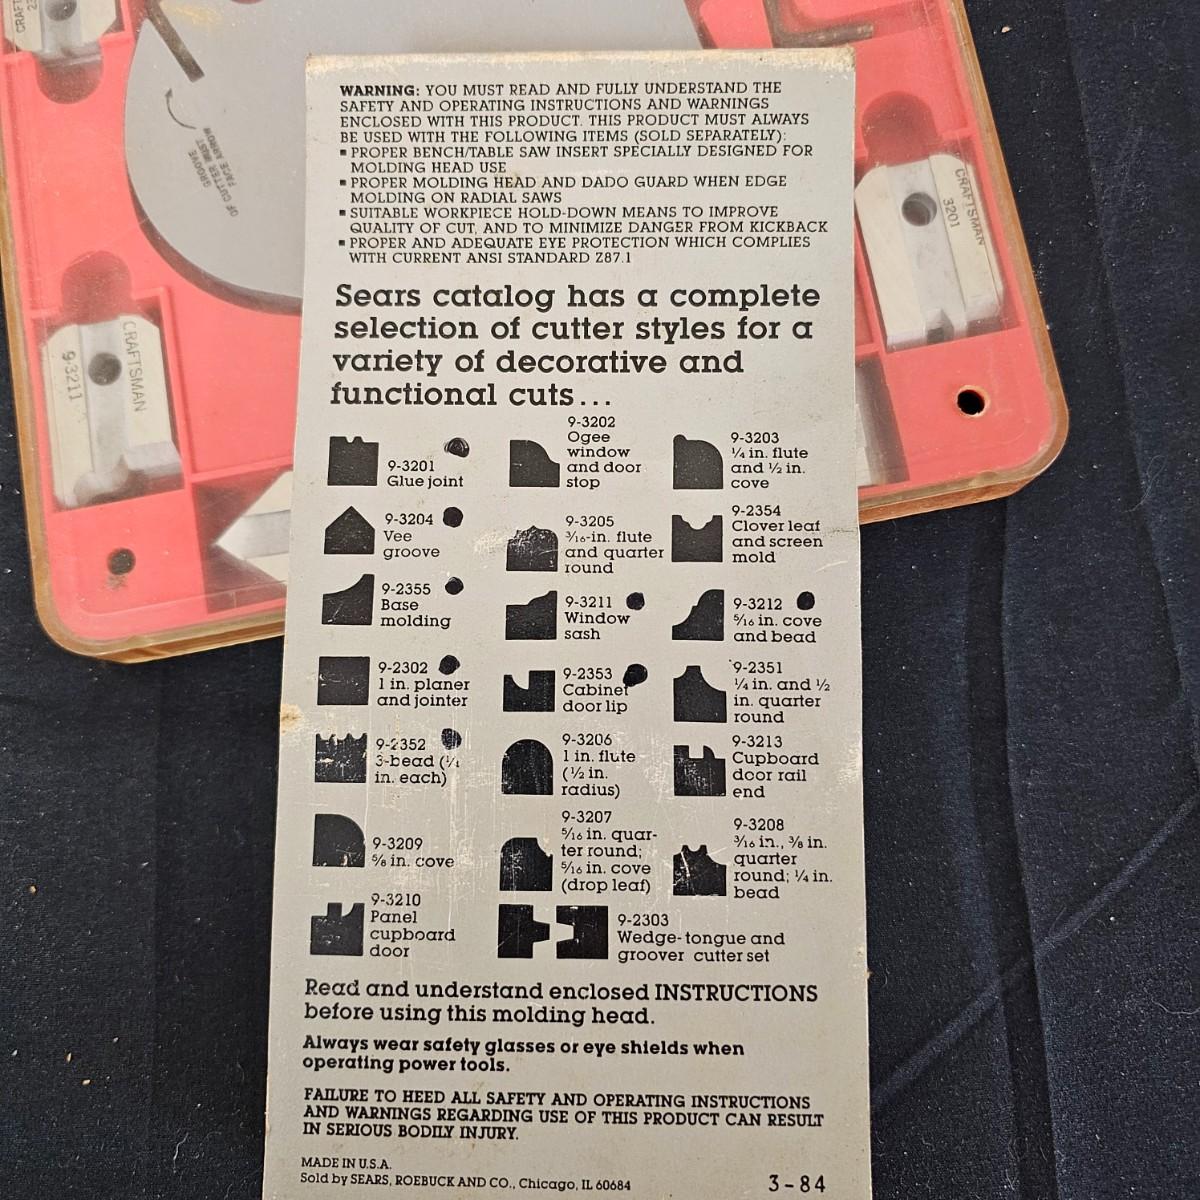 CRAFT
23
GROOVE
OF CUTTER MUST
FACE ARROW
CRAFTSMAN
3201
CRAFTSMAN
9-3211
WARNING: YOU MUST READ AND FULLY UNDERSTAND THE
SAFETY AND OPERATING INSTRUCTIONS AND WARNINGS
ENCLOSED WITH THIS PRODUCT. THIS PRODUCT MUST ALWAYS
BE USED WITH THE FOLLOWING ITEMS (SOLD SEPARATELY):
▪ PROPER BENCH/TABLE SAW INSERT SPECIALLY DESIGNED FOR
MOLDING HEAD USE
▪ PROPER MOLDING HEAD AND DADO GUARD WHEN EDGE
MOLDING ON RADIAL SAWS
▪ SUITABLE WORKPIECE HOLD-DOWN MEANS TO IMPROVE
QUALITY OF CUT, AND TO MINIMIZE DANGER FROM KICKBACK
▪ PROPER AND ADEQUATE EYE PROTECTION WHICH COMPLIES
WITH CURRENT ANSI STANDARD Z87.1
Sears catalog has a complete
selection of cutter styles for a
variety of decorative and
functional cuts...
9-3201
Glue joint
9-3202
Ogee
window
and door
stop
9-3203
¼ in. flute
and ½ in.
cove
9-3204
Vee
groove
9-3205
3/16-in. flute
and quarter
round
9-2354
Clover leaf
and screen
mold
9-2355
Base
molding
9-3211
Window
sash
9-3212
5/16 in. cove
and bead
9-2302
1 in. planer
and jointer
9-2353
Cabinet
door lip
9-2351
¼ in. and ½
in. quarter
round
9-2352
3-bead (¼
in. each)
9-3206
1 in. flute
(½ in.
radius)
9-3213
Cupboard
door rail
end
9-3209
⅝ in. cove
9-3207
5/16 in. quar-
ter round;
5/16 in. cove
(drop leaf)
9-3208
3/16 in., ⅜ in.
quarter
round; ¼ in.
bead
9-3210
Panel
cupboard
door
9-2303
Wedge-tongue and
groover cutter set
Read and understand enclosed INSTRUCTIONS
before using this molding head.
Always wear safety glasses or eye shields when
operating power tools.
FAILURE TO HEED ALL SAFETY AND OPERATING INSTRUCTIONS
AND WARNINGS REGARDING USE OF THIS PRODUCT CAN RESULT
IN SERIOUS BODILY INJURY.
MADE IN U.S.A.
Sold by SEARS, ROEBUCK AND CO., Chicago, IL 60684
3-84